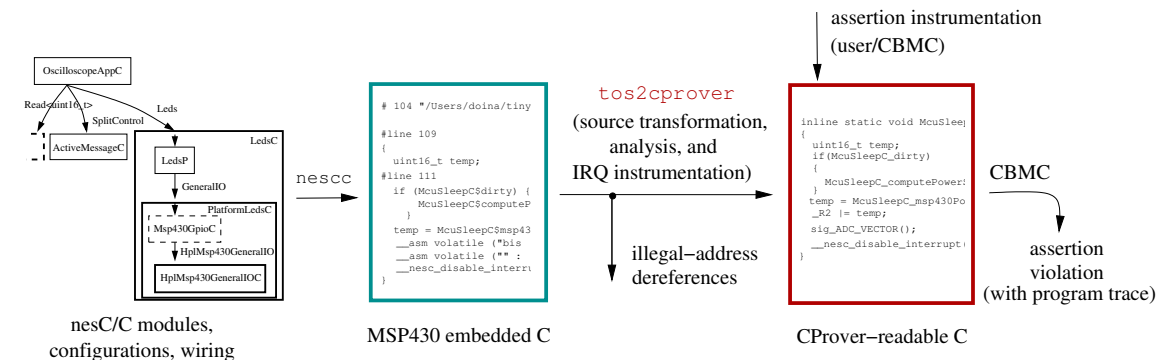 OscilloscopeAppC
Read<uint16_t>
Leds
SplitControl
ActiveMessageC
LedsC
LedsP
GeneralIO
PlatformLedsC
Msp430GpioC
HplMsp430GeneralIO
HplMsp430GeneralIOC
nesC/C modules,
configurations, wiring
nescc
# 104 "/Users/doina/tiny
#line 109
{
uint16_t temp;
#line 111
if (McuSleepC$dirty) {
McuSleepC$computeP
}
temp = McuSleepC$msp43
__asm volatile ("bis
__asm volatile ("" :
__nesc_disable_interru
}
MSP430 embedded C
tos2cprover
(source transformation,
analysis, and
IRQ instrumentation)
illegal−address
dereferences
assertion instrumentation
(user/CBMC)
inline static void McuSleep
{
uint16_t temp;
if(McuSleepC_dirty)
{
McuSleepC_computePowerS
}
temp = McuSleepC_msp430Po
_R2 |= temp;
sig_ADC_VECTOR();
__nesc_disable_interrupt(
}
CProver−readable C
CBMC
assertion
violation
(with program trace)